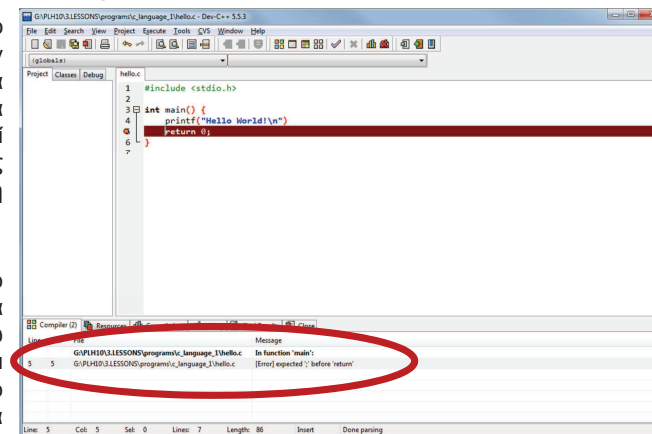 G:\PLH10\3.LESSONS\programs\c_language_1\hello.c - Dev-C++ 5.5.3
File Edit Search View Project Execute Tools CVS Window Help
(globals)
Project Classes Debug hello.c
1 #include <stdio.h>
2
3 int main() {
4 printf("Hello World!\n")
return 0;
6 }
7
Compiler (2) Close
Message
G:\PLH10\3.LESSONS\programs\c_language_1\hello.c In function 'main':
5 5 G:\PLH10\3.LESSONS\programs\c_language_1\hello.c [Error] expected ';' before 'return'
Line: 5 Col: 5 Sel: 0 Lines: 7 Length: 86 Insert Done parsing